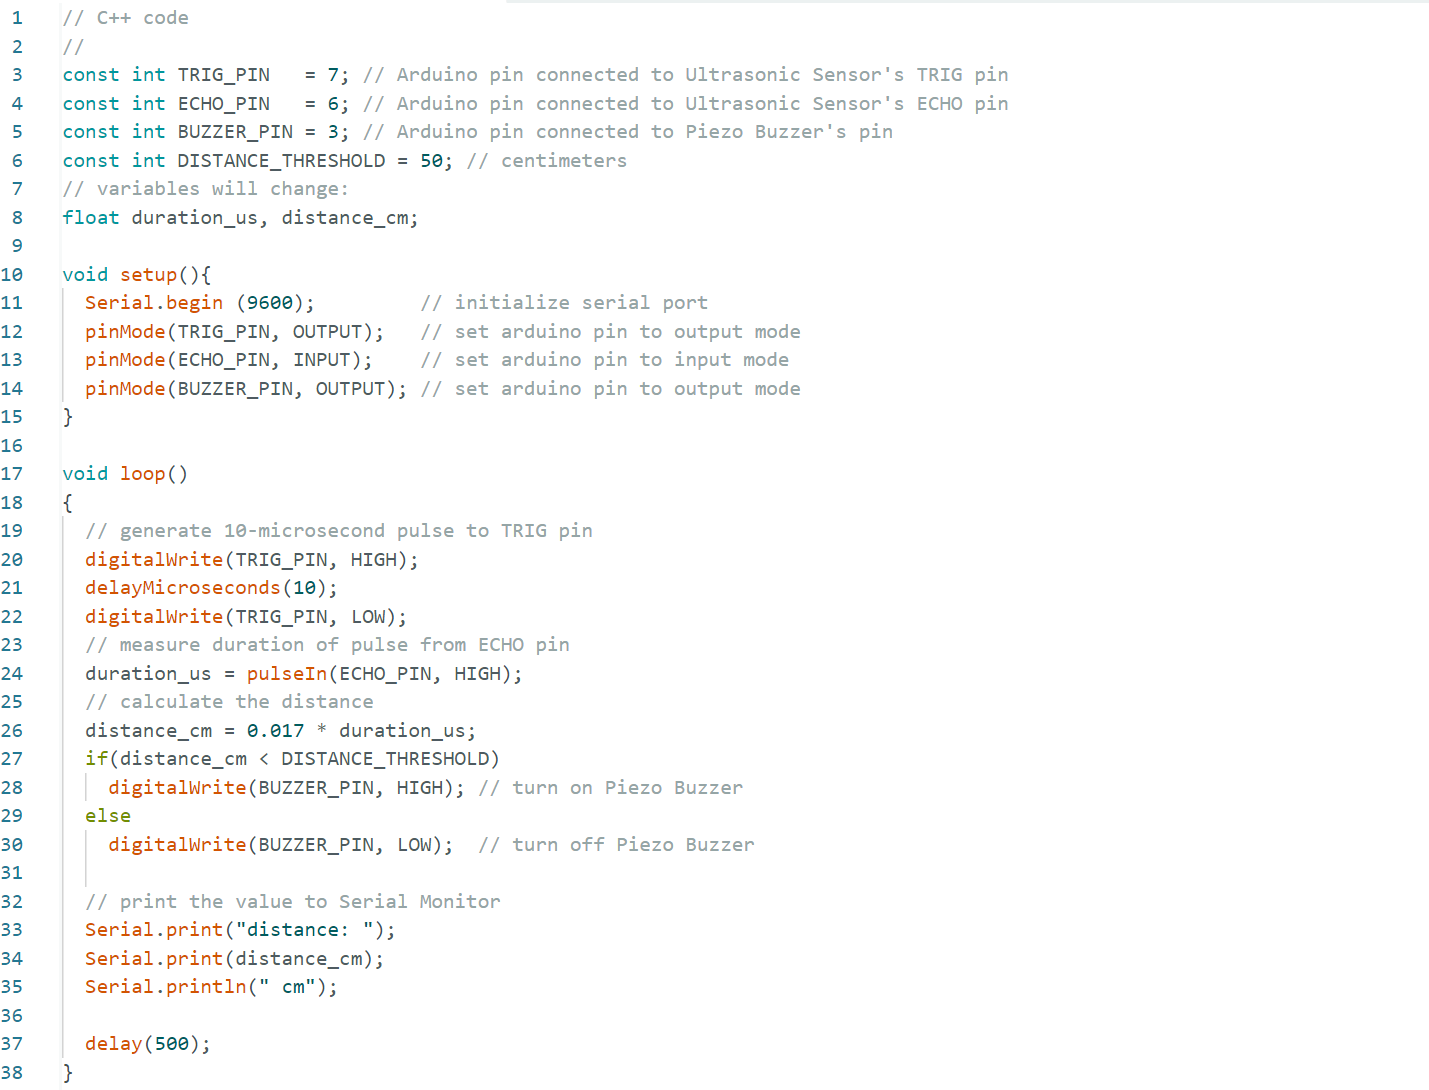 1 // C++ code
2 //
3 const int TRIG_PIN   = 7; // Arduino pin connected to Ultrasonic Sensor's TRIG pin
4 const int ECHO_PIN   = 6; // Arduino pin connected to Ultrasonic Sensor's ECHO pin
5 const int BUZZER_PIN = 3; // Arduino pin connected to Piezo Buzzer's pin
6 const int DISTANCE_THRESHOLD = 50; // centimeters
7 // variables will change:
8 float duration_us, distance_cm;
9
10 void setup(){
11   Serial.begin (9600);         // initialize serial port
12   pinMode(TRIG_PIN, OUTPUT);   // set arduino pin to output mode
13   pinMode(ECHO_PIN, INPUT);    // set arduino pin to input mode
14   pinMode(BUZZER_PIN, OUTPUT); // set arduino pin to output mode
15 }
16
17 void loop()
18 {
19   // generate 10-microsecond pulse to TRIG pin
20   digitalWrite(TRIG_PIN, HIGH);
21   delayMicroseconds(10);
22   digitalWrite(TRIG_PIN, LOW);
23   // measure duration of pulse from ECHO pin
24   duration_us = pulseIn(ECHO_PIN, HIGH);
25   // calculate the distance
26   distance_cm = 0.017 * duration_us;
27   if(distance_cm < DISTANCE_THRESHOLD)
28     digitalWrite(BUZZER_PIN, HIGH); // turn on Piezo Buzzer
29   else
30     digitalWrite(BUZZER_PIN, LOW);  // turn off Piezo Buzzer
31
32   // print the value to Serial Monitor
33   Serial.print("distance: ");
34   Serial.print(distance_cm);
35   Serial.println(" cm");
36
37   delay(500);
38 }